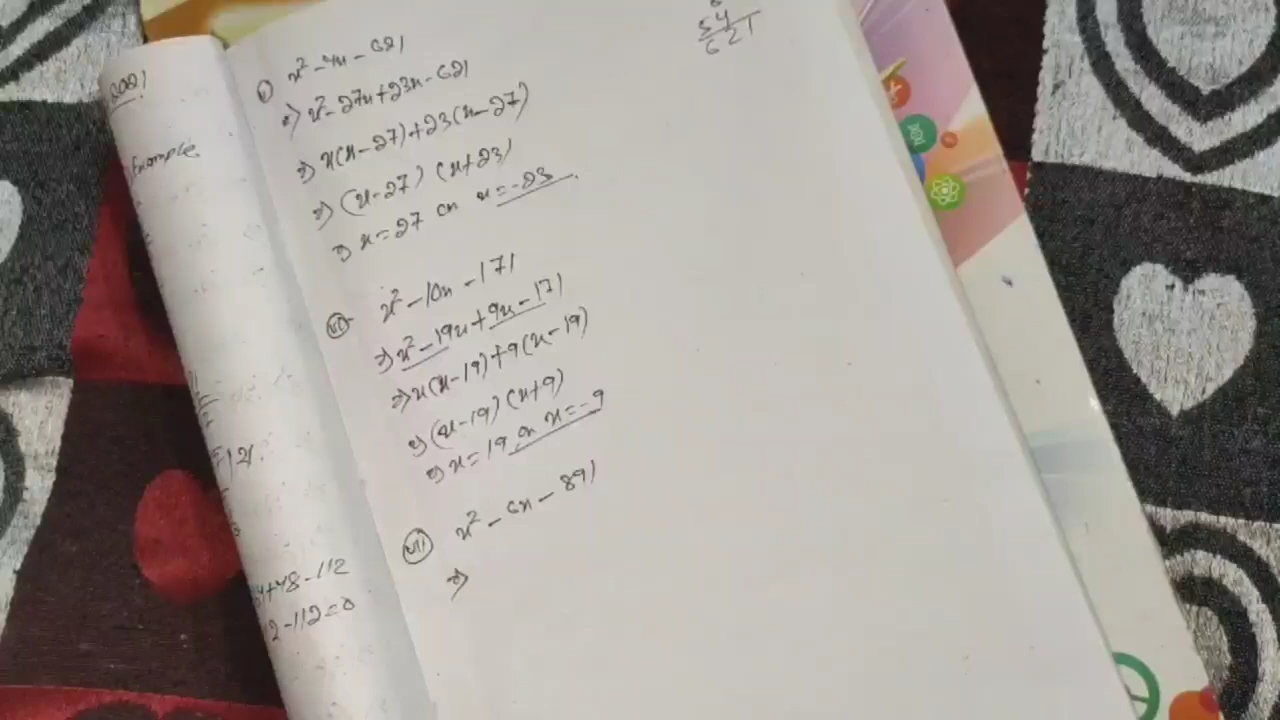 2021
Example
x² - 4x - 621
⇒ x² - 27x + 23x - 621
⇒ x(x - 27) + 23(x - 27)
⇒ (x - 27) (x + 23)
⇒ x = 27 or x = -23
(vi) x² - 10x - 171
⇒ x² - 19x + 9x - 171
⇒ x(x - 19) + 9(x - 19)
⇒ (x - 19) (x + 9)
⇒ x = 19 or x = -9
(vii) x² - 6x - 891
⇒
54
621
+48 - 112
2 - 112 = 0